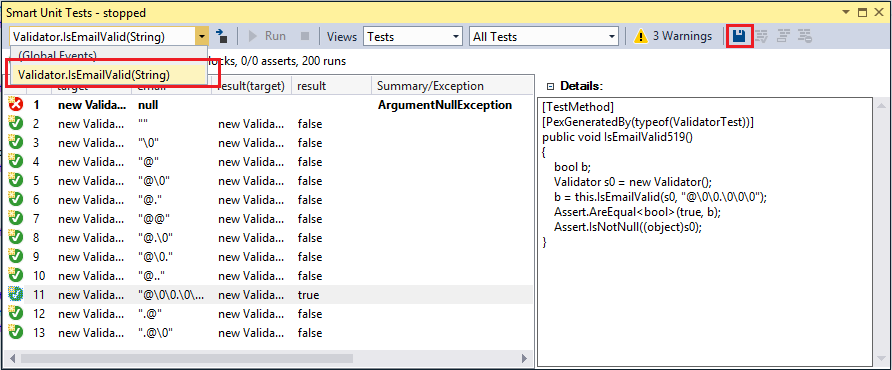 Smart Unit Tests - stopped
Validator.IsEmailValid(String) Run Views Tests All Tests 3 Warnings
(Global Events)
Validator.IsEmailValid(String)
locks, 0/0 asserts, 200 runs
target email result(target) result Summary/Exception
1 new Valida... null ArgumentNullException
2 new Valida... "" new Valida... false
3 new Valida... "\0" new Valida... false
4 new Valida... "@" new Valida... false
5 new Valida... "@\0" new Valida... false
6 new Valida... "@." new Valida... false
7 new Valida... "@@" new Valida... false
8 new Valida... "@.\0" new Valida... false
9 new Valida... "@\0." new Valida... false
10 new Valida... "@.." new Valida... false
11 new Valida... "@\0\0.\0\... new Valida... true
12 new Valida... ".@" new Valida... false
13 new Valida... ".@\0" new Valida... false
Details:
[TestMethod]
[PexGeneratedBy(typeof(ValidatorTest))]
public void IsEmailValid519()
{
bool b;
Validator s0 = new Validator();
b = this.IsEmailValid(s0, "@\0\0.\0\0\0");
Assert.AreEqual<bool>(true, b);
Assert.IsNotNull((object)s0);
}